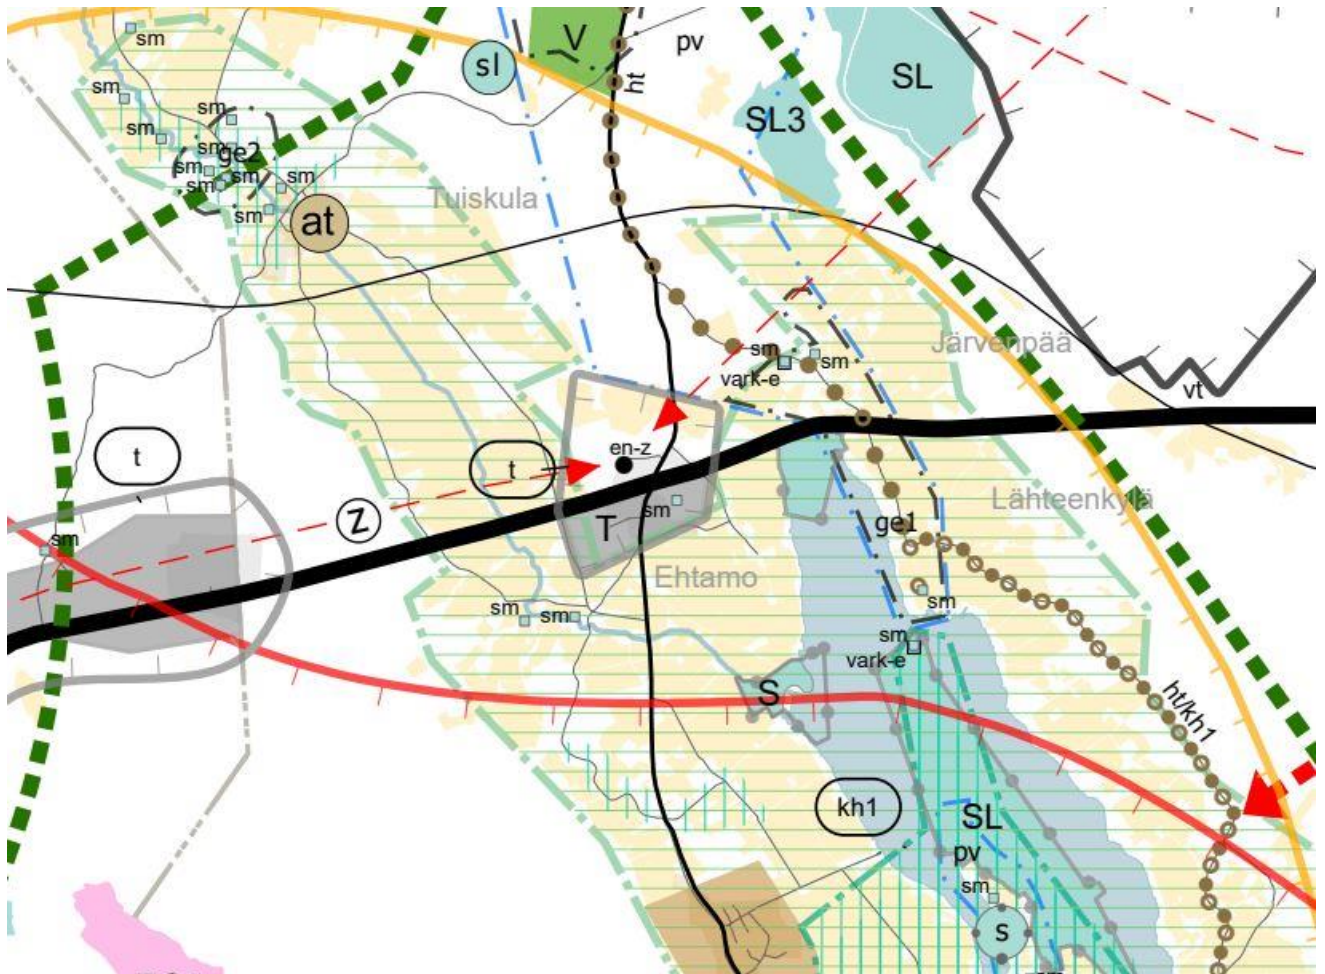 sm
V
pv
sl
SL
ht
sm
SL3
sm
sm
sm
ge2
sm
sm
sm
sm
sm
Tuiskula
at
Järvenpää
sm
sm
vark-e
vt
t
en-z
t
Lähteenkylä
sm
Z
T
ge1
sm
Ehtamo
sm
sm
sm
sm
vark-e
S
ht/kh1
kh1
SL
pv
sm
s